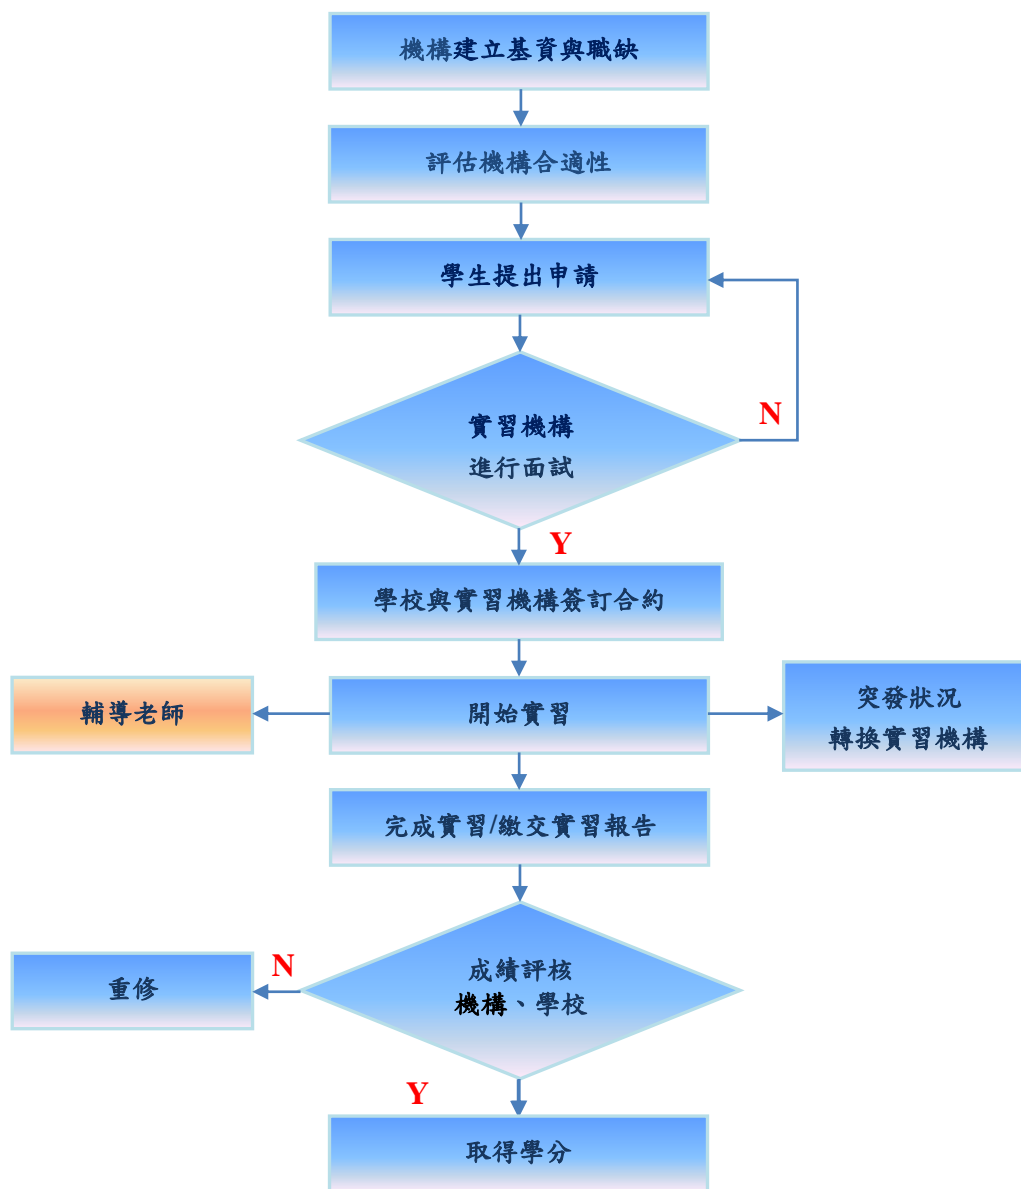 機構建立基資與職缺
評估機構合適性
學生提出申請
實習機構
進行面試
N
Y
學校與實習機構簽訂合約
輔導老師
開始實習
突發狀況
轉換實習機構
完成實習/繳交實習報告
成績評核
機構、學校
N
重修
Y
取得學分